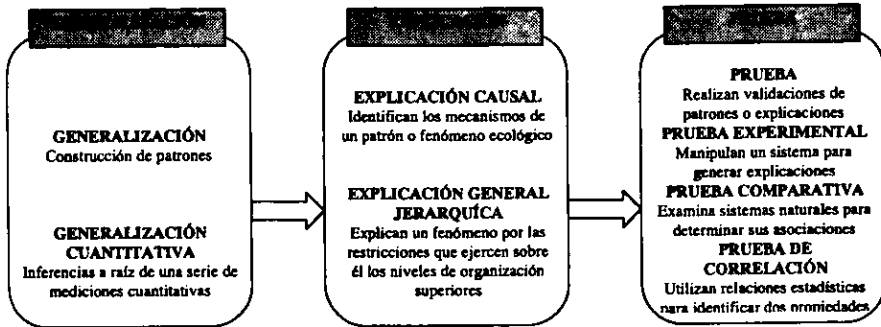 GENERALIZACIÓN
Construcción de patrones
GENERALIZACIÓN
CUANTITATIVA
Inferencias a raíz de una serie de
mediciones cuantitativas
EXPLICACIÓN CAUSAL
Identifican los mecanismos de
un patrón o fenómeno ecológico
EXPLICACIÓN GENERAL
JERARQUÍCA
Explican un fenómeno por las
restricciones que ejercen sobre
él los niveles de organización
superiores
PRUEBA
Realizan validaciones de
patrones o explicaciones
PRUEBA EXPERIMENTAL
Manipulan un sistema para
generar explicaciones
PRUEBA COMPARATIVA
Examina sistemas naturales para
determinar sus asociaciones
PRUEBA DE
CORRELACIÓN
Utilizan relaciones estadísticas
para identificar dos propiedades